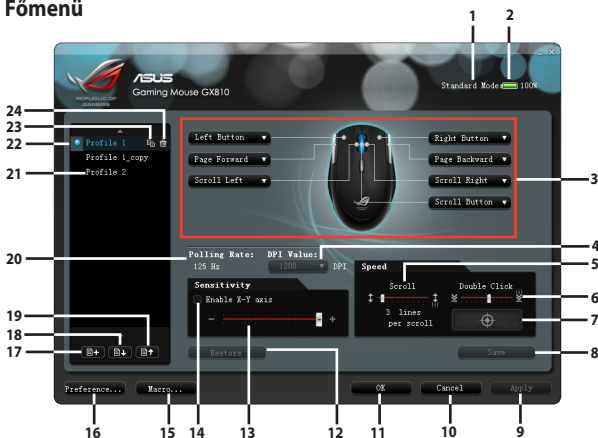 Főmenü
1 2
REPUBLIC OF
GAMERS
ASUS
Gaming Mouse GX810
Standard Mode 100%
24
23
22 Profile 1
Profile 1_copy
21 Profile 2
Left Button
Page Forward
Scroll Left
Right Button
Page Backward
Scroll Right
Scroll Button
3
4
20 Polling Rate:
125 Hz
DPI Value:
1200 DPI
Speed
5
Scroll
Double Click
6
3 lines
per scroll
7
Sensitivity
Enable X-Y axis
19
18
17
Restore
Save 8
Preference...
Macro...
OK
Cancel
Apply
16 15 14 13 12 11 10 9